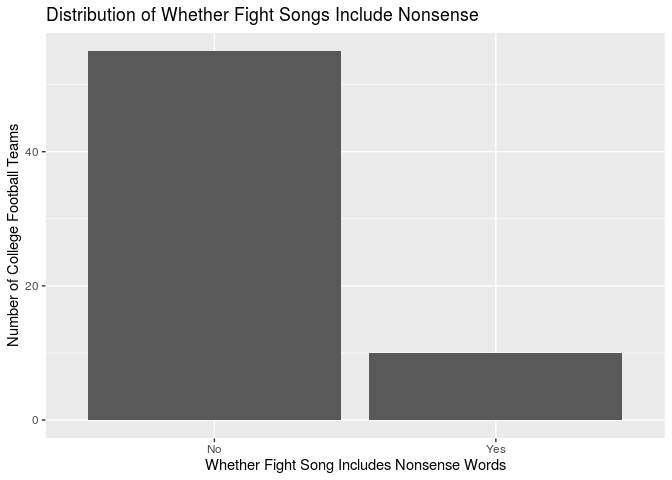 Distribution of Whether Fight Songs Include Nonsense
Number of College Football Teams
40
20
0
No
Yes
Whether Fight Song Includes Nonsense Words